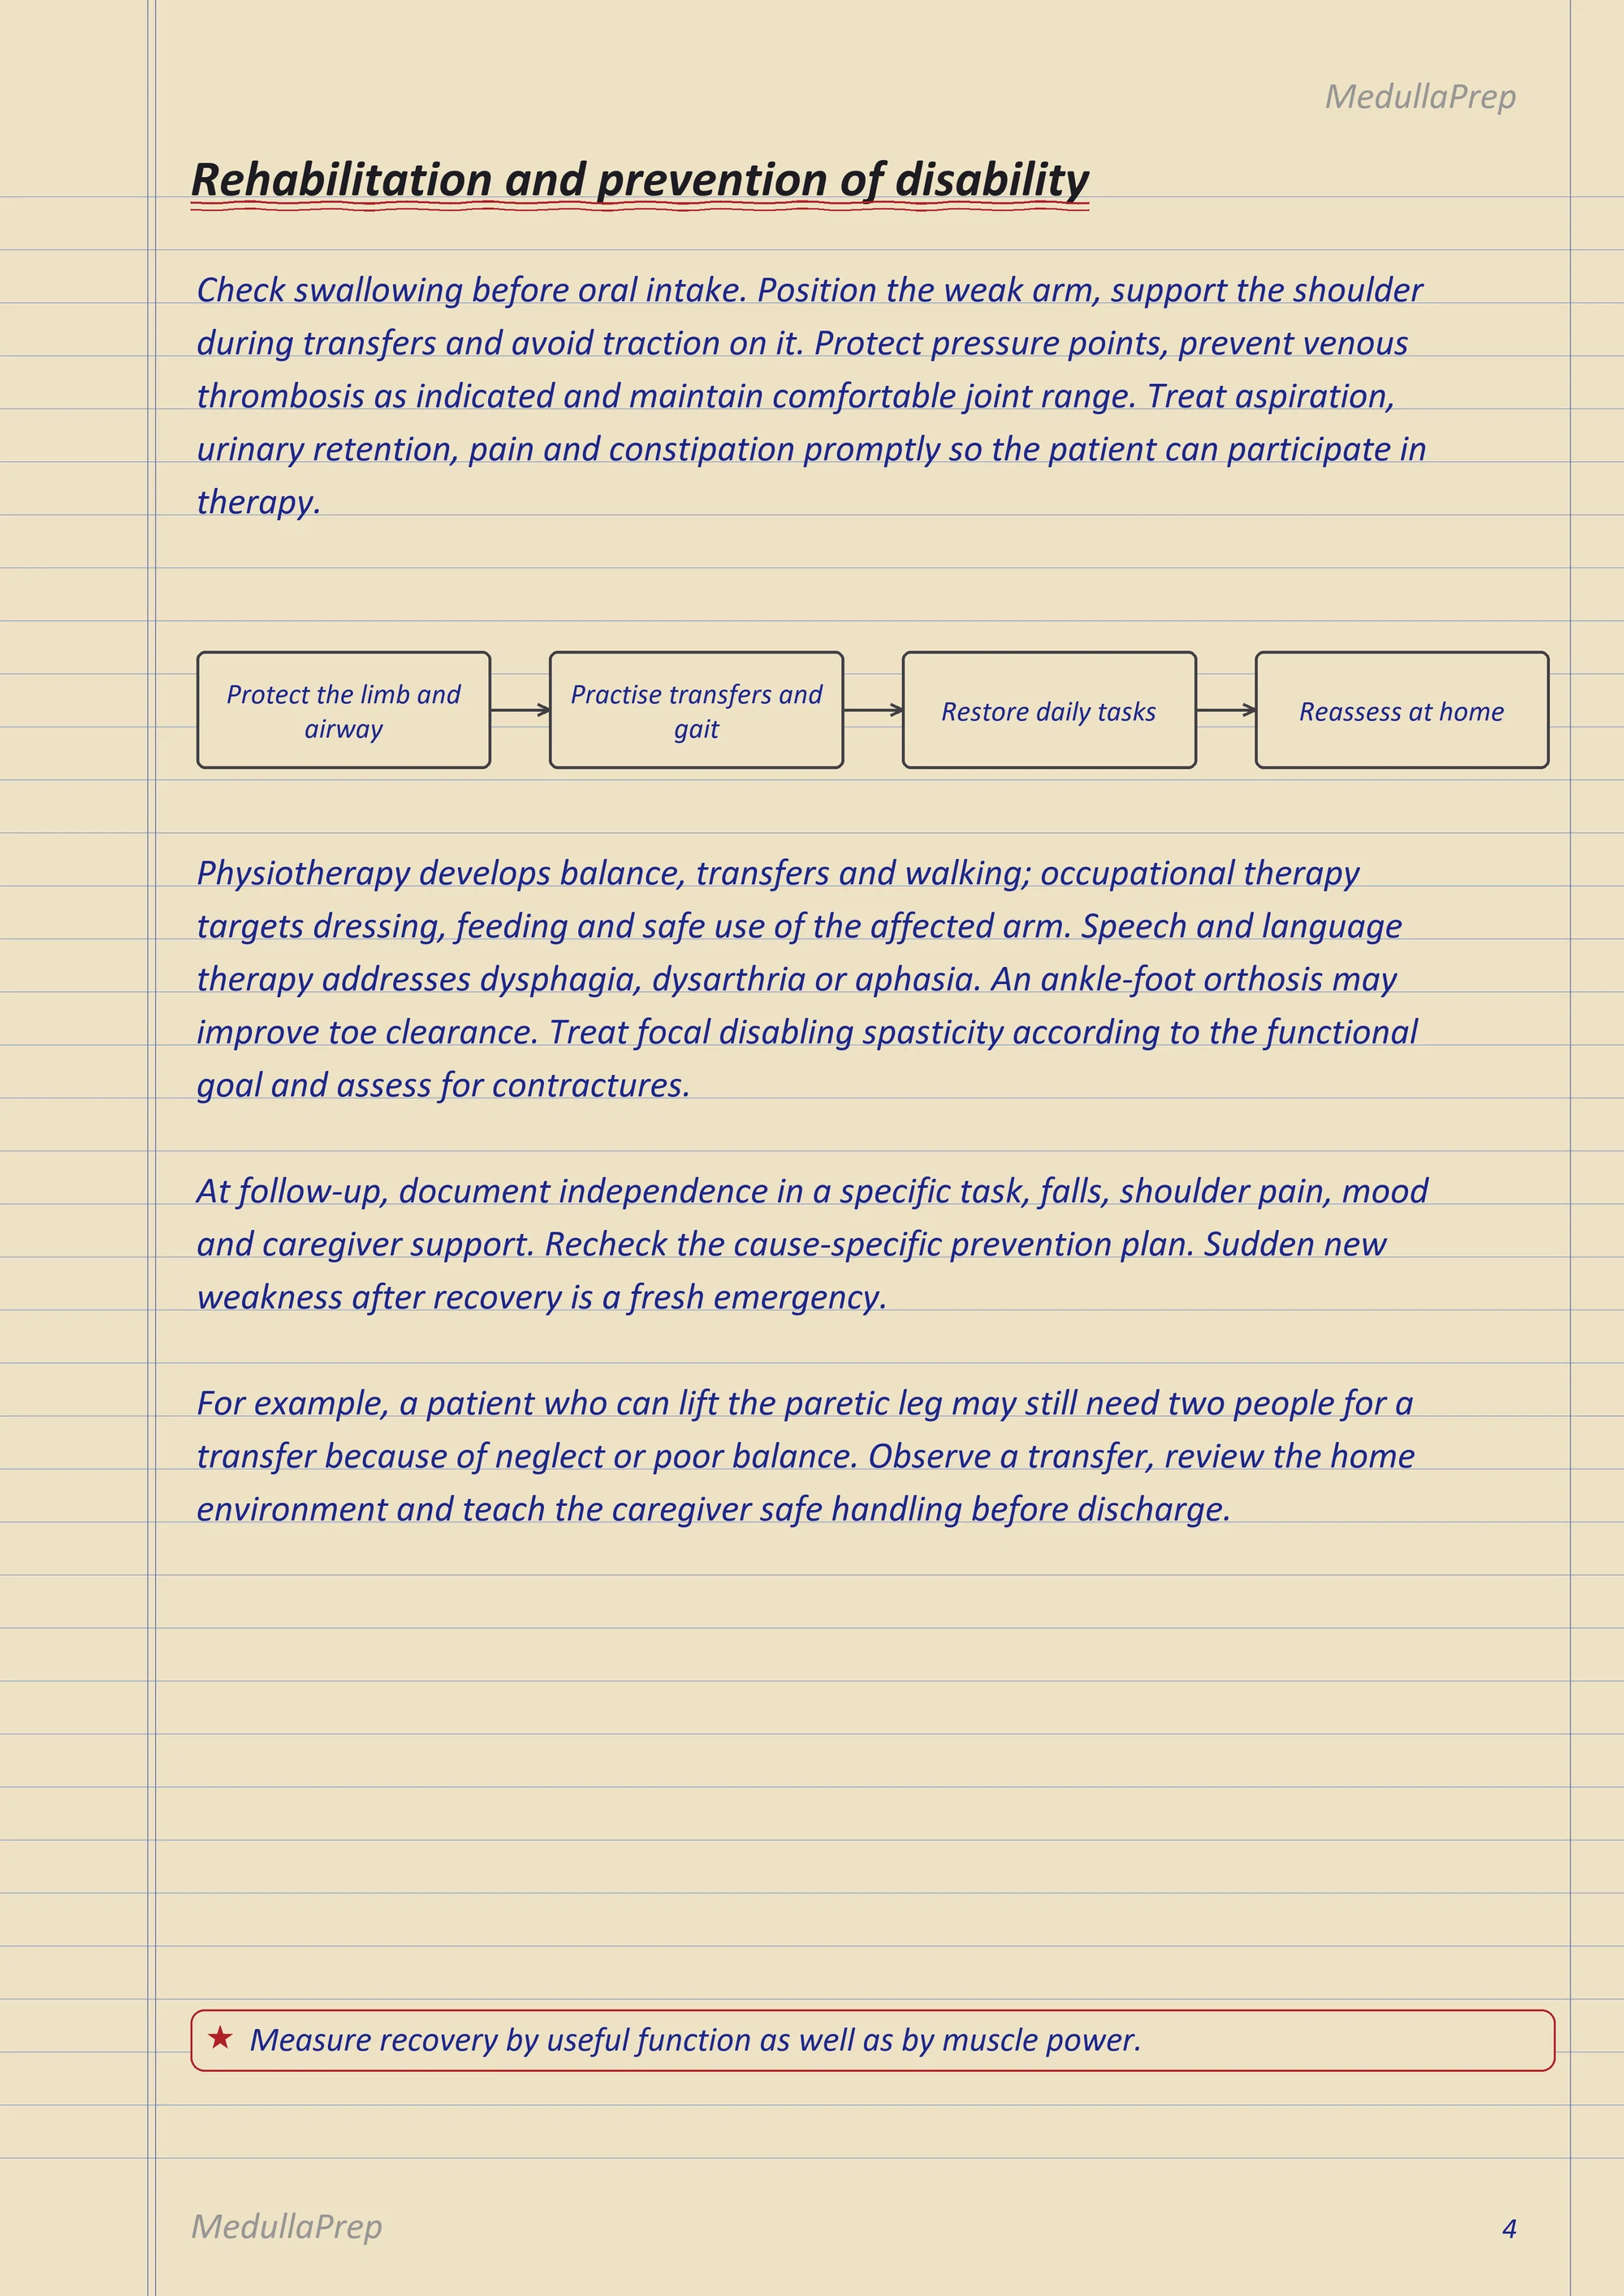 MedullaPrep
Rehabilitation and prevention of disability
Check swallowing before oral intake. Position the weak arm, support the shoulder
during transfers and avoid traction on it. Protect pressure points, prevent venous
thrombosis as indicated and maintain comfortable joint range. Treat aspiration,
urinary retention, pain and constipation promptly so the patient can participate in
therapy.
Protect the limb and
airway
Practise transfers and
gait
Restore daily tasks
Reassess at home
Physiotherapy develops balance, transfers and walking; occupational therapy
targets dressing, feeding and safe use of the affected arm. Speech and language
therapy addresses dysphagia, dysarthria or aphasia. An ankle-foot orthosis may
improve toe clearance. Treat focal disabling spasticity according to the functional
goal and assess for contractures.
At follow-up, document independence in a specific task, falls, shoulder pain, mood
and caregiver support. Recheck the cause-specific prevention plan. Sudden new
weakness after recovery is a fresh emergency.
For example, a patient who can lift the paretic leg may still need two people for a
transfer because of neglect or poor balance. Observe a transfer, review the home
environment and teach the caregiver safe handling before discharge.
★ Measure recovery by useful function as well as by muscle power.
MedullaPrep
4